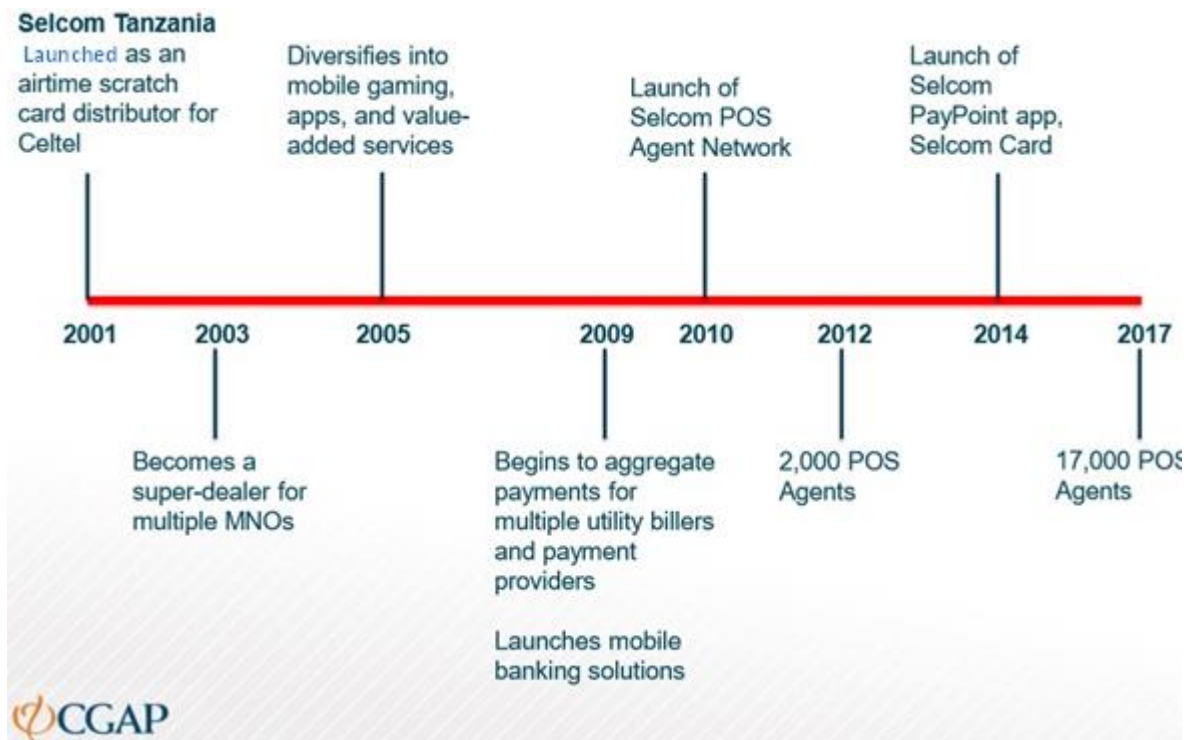 Selcom Tanzania
Launched as an
airtime scratch
card distributor for
Celtel
Diversifies into
mobile gaming,
apps, and value-
added services
Launch of
Selcom POS
Agent Network
Launch of
Selcom
PayPoint app,
Selcom Card
2001
2003
2005
2009
2010
2012
2014
2017
Becomes a
super-dealer for
multiple MNOs
Begins to aggregate
payments for
multiple utility billers
and payment
providers
Launches mobile
banking solutions
2,000 POS
Agents
17,000 POS
Agents
CGAP